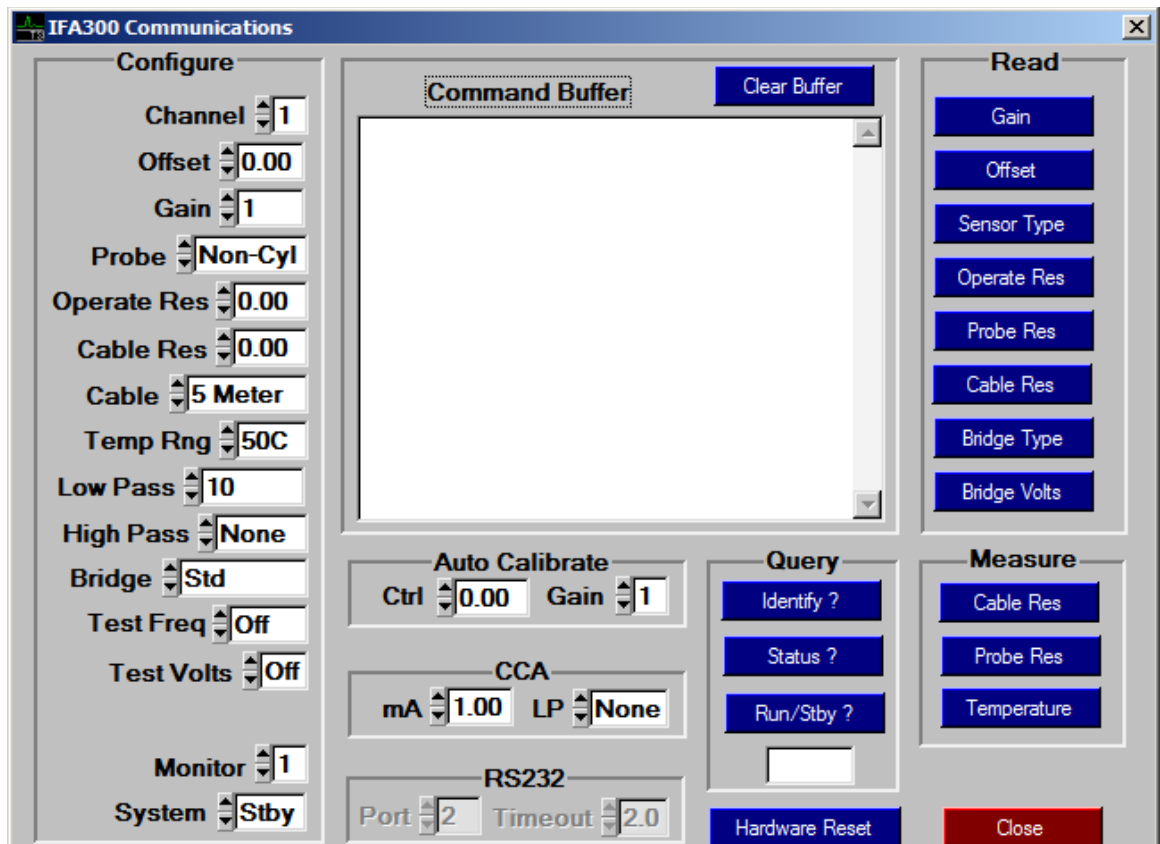 IFA300 Communications
Configure
Channel 1
Offset 0.00
Gain 1
Probe Non-Cyl
Operate Res 0.00
Cable Res 0.00
Cable 5 Meter
Temp Rng 50C
Low Pass 10
High Pass None
Bridge Std
Test Freq Off
Test Volts Off
Monitor 1
System Stby
Command Buffer
Clear Buffer
Auto Calibrate
Ctrl 0.00 Gain 1
CCA
mA 1.00 LP None
RS232
Port 2 Timeout 2.0
Query
Identify ?
Status ?
Run/Stby ?
Hardware Reset
Read
Gain
Offset
Sensor Type
Operate Res
Probe Res
Cable Res
Bridge Type
Bridge Volts
Measure
Cable Res
Probe Res
Temperature
Close